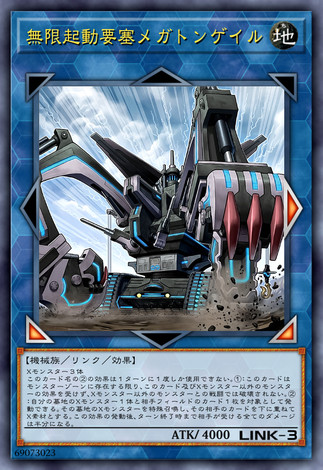 無限起動要塞メガトンゲイル
地
【機械族／リンク／効果】
Xモンスター3体
このカード名の②の効果は1ターンに1度しか使用できない。①：このカードは
モンスターゾーンに存在する限り、このカード及びXモンスター以外のモンスター
の効果を受けず、Xモンスター以外のモンスターとの戦闘では破壊されない。②
：自分の墓地のXモンスター1体と相手フィールドのカード1枚を対象として発
動できる。その墓地のXモンスターを特殊召喚し、その相手のカードを下に重ねて
X素材とする。この効果の発動後、ターン終了時まで相手が受ける全てのダメージ
は半分になる。
ATK/ 4000 LINK-3
69073023